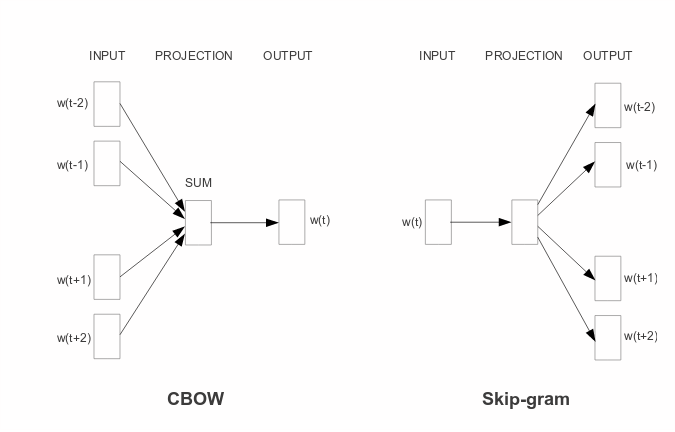 INPUT PROJECTION OUTPUT
w(t-2)
w(t-1)
SUM
w(t)
w(t+1)
w(t+2)
CBOW
INPUT PROJECTION OUTPUT
w(t-2)
w(t-1)
w(t)
w(t+1)
w(t+2)
Skip-gram